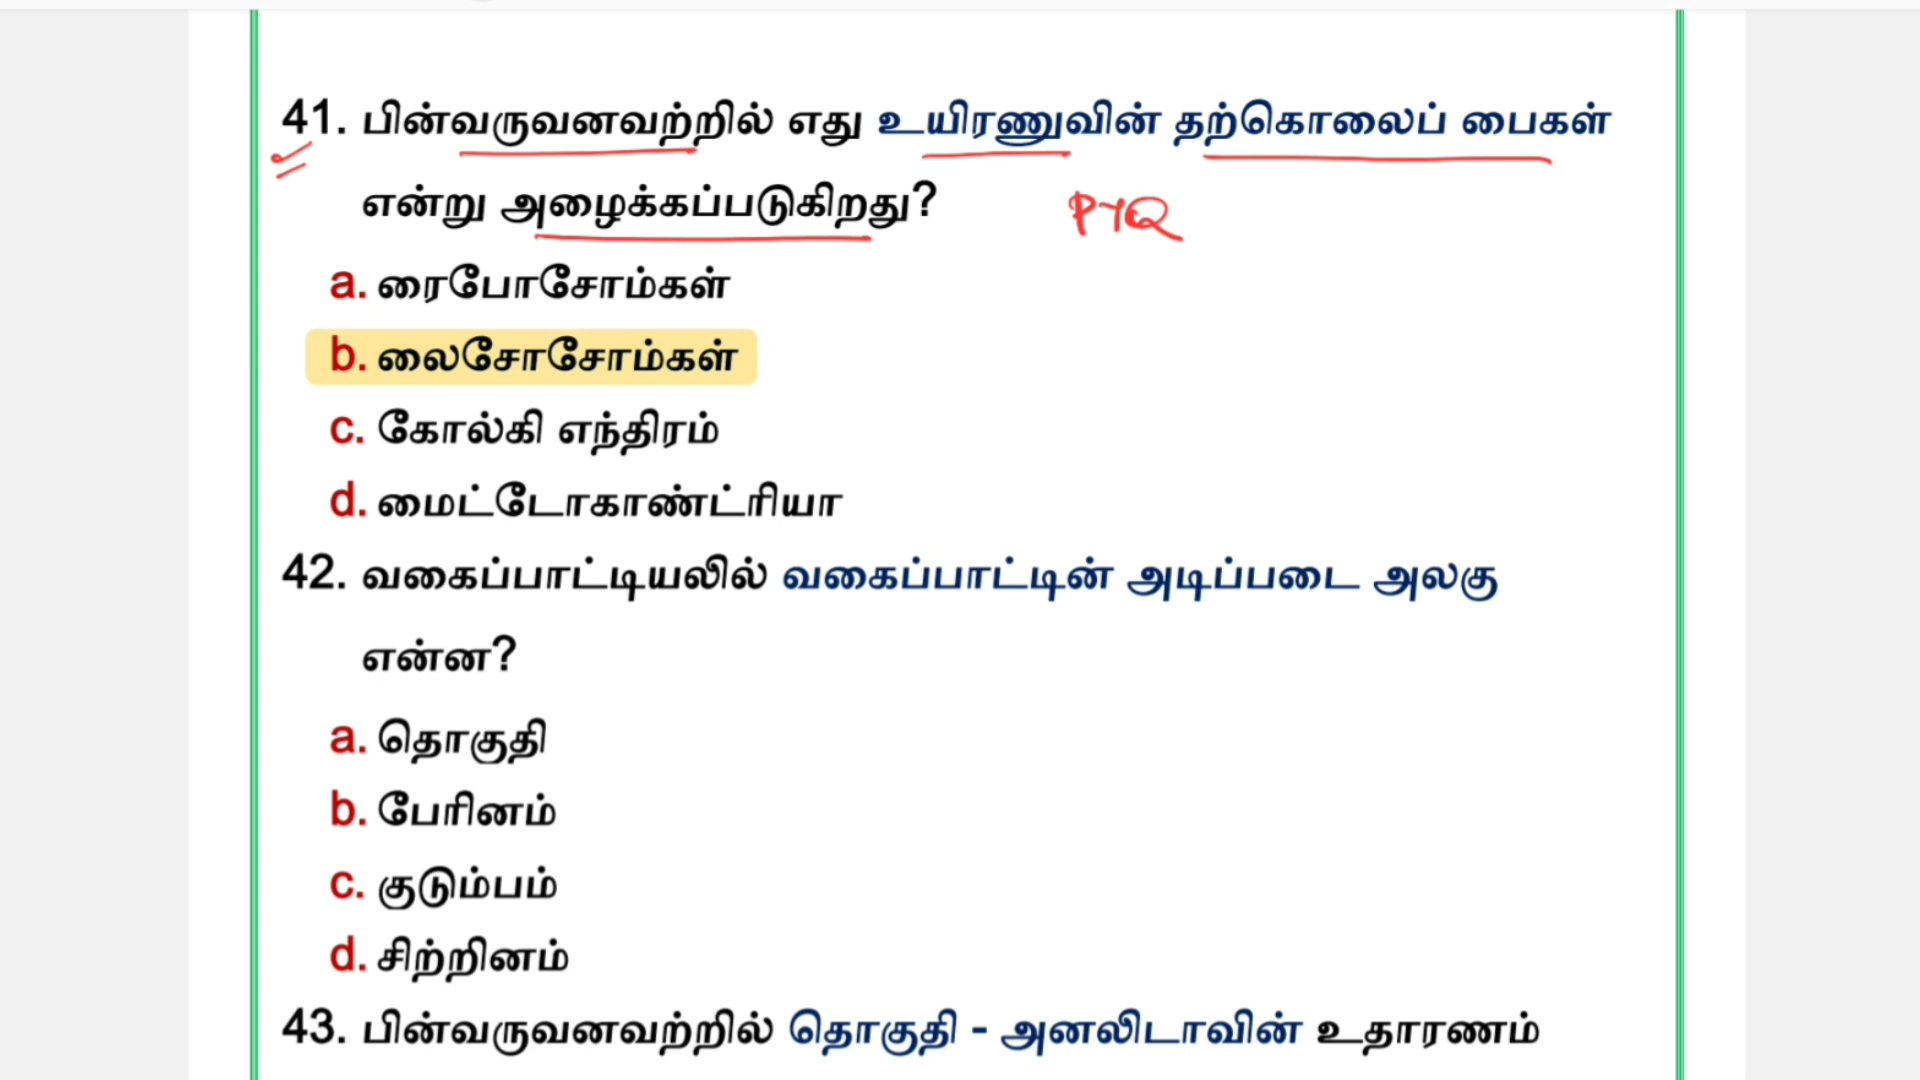 41. பின்வருவனவற்றில் எது உயிரணுவின் தற்கொலைப் பைகள்
என்று அழைக்கப்படுகிறது?
PYQ
a. ரைபோசோம்கள்
b. லைசோசோம்கள்
c. கோல்கி எந்திரம்
d. மைட்டோகாண்ட்ரியா
42. வகைப்பாட்டியலில் வகைப்பாட்டின் அடிப்படை அலகு
என்ன?
a. தொகுதி
b. பேரினம்
c. குடும்பம்
d. சிற்றினம்
43. பின்வருவனவற்றில் தொகுதி - அனலிடாவின் உதாரணம்